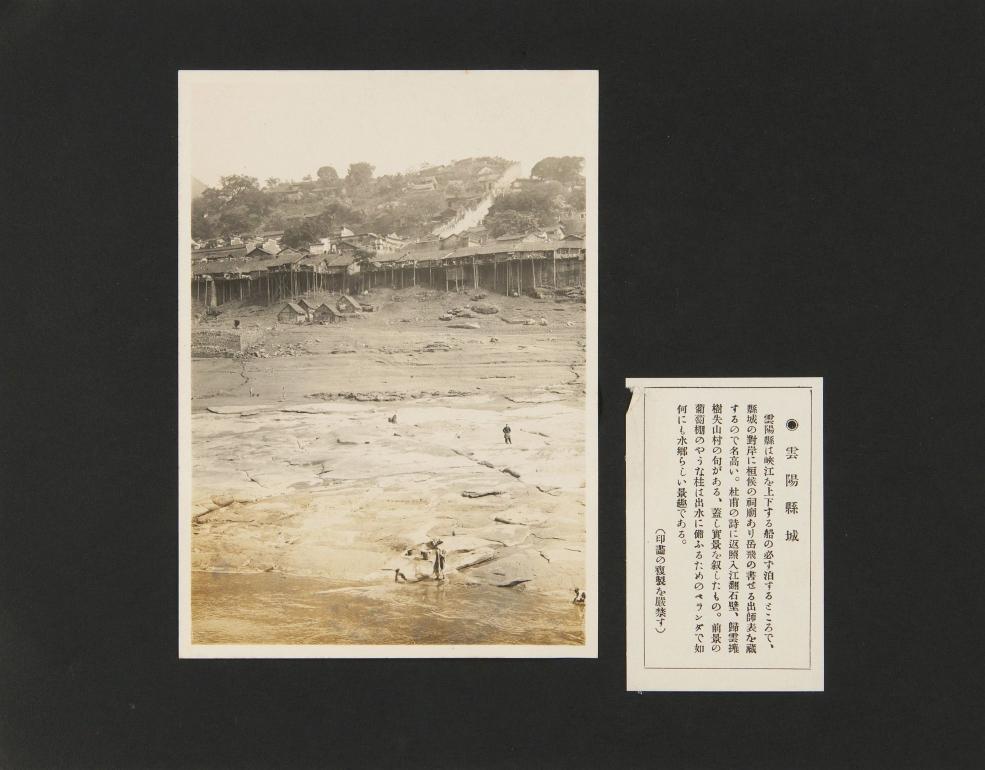 ● 雲陽縣城
雲陽縣は峽江を上下する船の必ず泊するところで、
縣城の對岸に桓候の祠廟あり岳飛の書せる出師表を藏
するので名高い。杜甫の詩に返照入江翻石壁、歸雲擁
樹失山村の句がある、蓋し實景を叙したもの。前景の
葡萄棚のやうな柱は出水に備ふるためのベランダで如
何にも水鄕らしい景趣である。
（印畫の複製を嚴禁す）